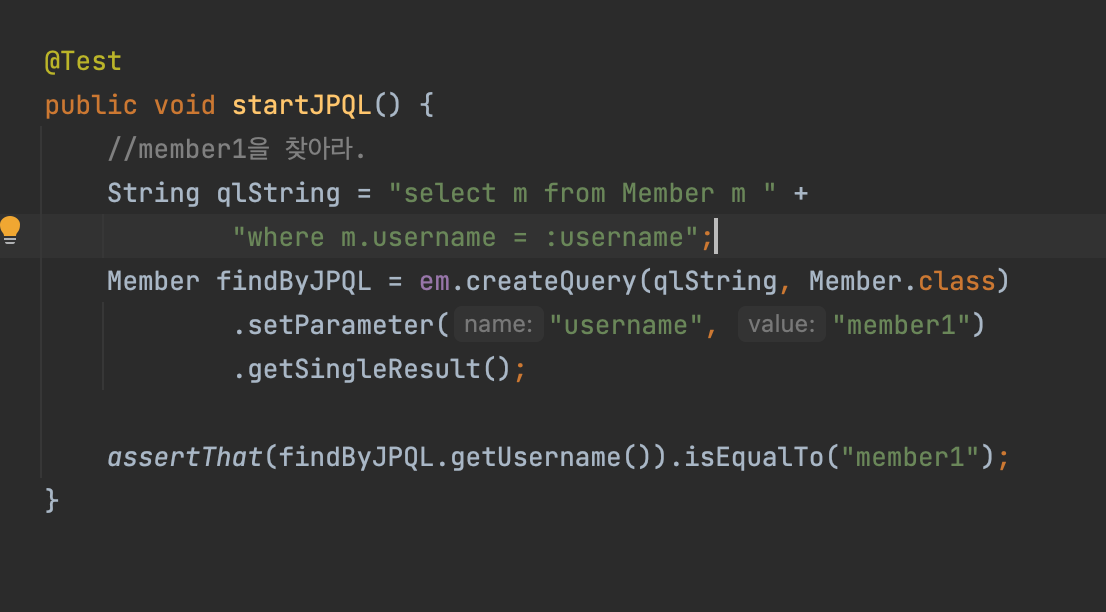 @Test
public void startJPQL() {
//member1을 찾아라.
String qlString = "select m from Member m " +
"where m.username = :username";
Member findByJPQL = em.createQuery(qlString, Member.class)
.setParameter( name: "username", value: "member1")
.getSingleResult();
assertThat(findByJPQL.getUsername()).isEqualTo("member1");
}